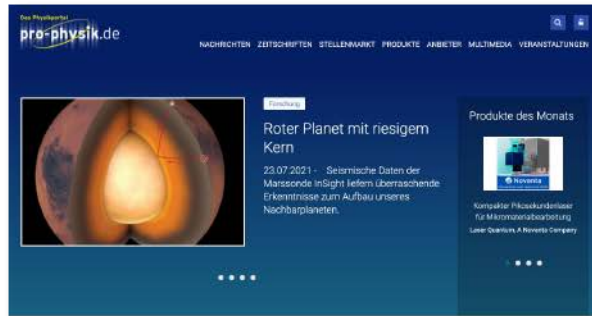 Das Physikportal
pro-physik.de
NACHRICHTEN ZEITSCHRIFTEN STELLENMARKT PRODUKTE ANBIETER MULTIMEDIA VERANSTALTUNGEN
Forschung
Roter Planet mit riesigem
Kern
23.07.2021 - Seismische Daten der
Marssonde InSight liefern überraschende
Erkenntnisse zum Aufbau unseres
Nachbarplaneten.
Produkte des Monats
Novanta
Kompakter Pikosekundenlaser
für Mikromaterialbearbeitung
Laser Quantum, A Novanta Company